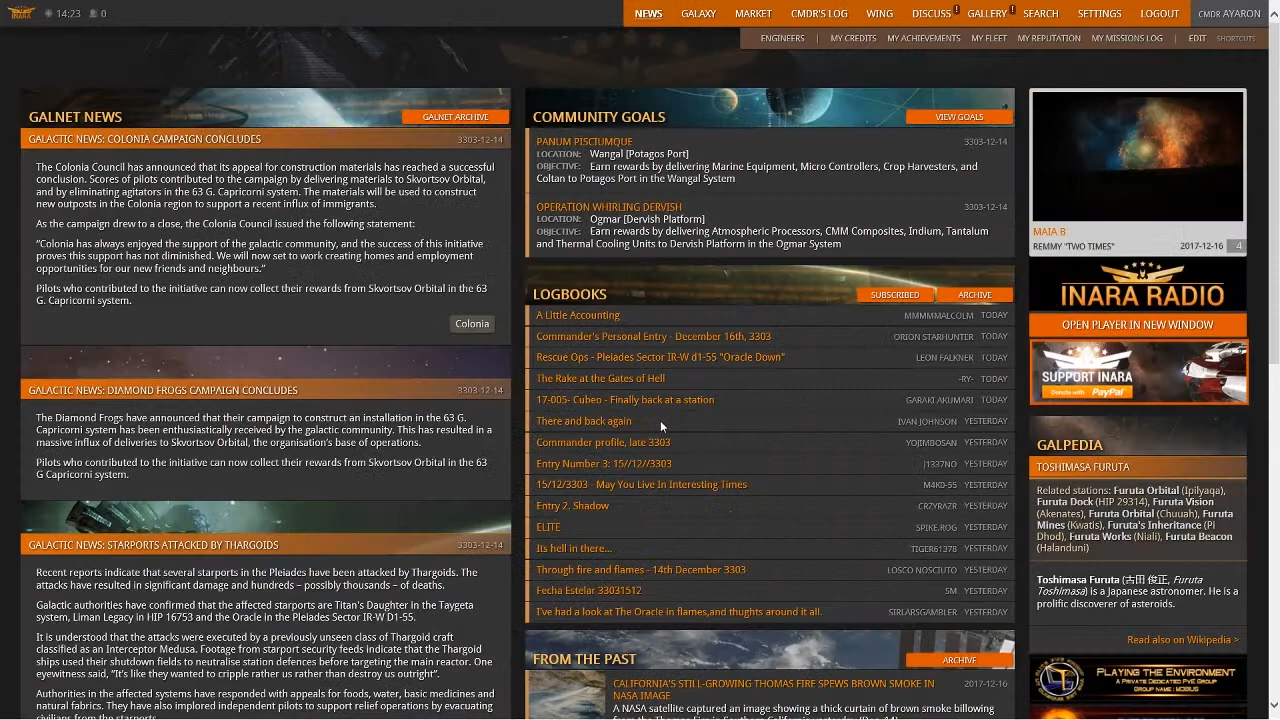 INARA
14:23
0
NEWS
GALAXY
MARKET
CMDR'S LOG
WING
DISCUSS
GALLERY
SEARCH
SETTINGS
LOGOUT
CMDR AYARON
ENGINEERS
MY CREDITS
MY ACHIEVEMENTS
MY FLEET
MY REPUTATION
MY MISSIONS LOG
EDIT
SHORTCUTS
GALNET NEWS
GALNET ARCHIVE
GALACTIC NEWS: COLONIA CAMPAIGN CONCLUDES 3303-12-14
The Colonia Council has announced that its appeal for construction materials has reached a successful
conclusion. Scores of pilots contributed to the campaign by delivering materials to Skvortsov Orbital,
and by eliminating agitators in the 63 G. Capricorni system. The materials will be used to construct
new outposts in the Colonia region to support a recent influx of immigrants.
As the campaign drew to a close, the Colonia Council issued the following statement:
"Colonia has always enjoyed the support of the galactic community, and the success of this initiative
proves this support has not diminished. We will now set to work on new homes and employment
opportunities for our new friends and neighbours."
Pilots who contributed to the initiative can now collect their rewards from Skvortsov Orbital in the 63
G. Capricorni system.
Colonia
GALACTIC NEWS: DIAMOND FROGS CAMPAIGN CONCLUDES 3303-12-14
The Diamond Frogs have announced that their campaign to construct an installation in the 63 G.
Capricorni system has been enthusiastically received by the galactic community. This has resulted in a
massive influx of deliveries to Skvortsov Orbital, the organisation's base of operations.
Pilots who contributed to the initiative can now collect their rewards from Skvortsov Orbital in the 63
G. Capricorni system.
GALACTIC NEWS: STARPORTS ATTACKED BY THARGOIDS 3303-12-14
Recent reports indicate that several starports in the Pleiades have been attacked by Thargoids. The
attacks have resulted in significant damage and hundreds – possibly thousands – of deaths.
Galactic authorities have confirmed that the affected starports are Titan's Daughter in the Taygeta
system, Liman Legacy in HIP 16753 and the Oracle in the Pleiades Sector IR-W d1-55.
It is understood that the attacks were executed by a previously unseen class of Thargoid craft
classified as an Interceptor Medusa. Footage from starport security feeds indicate that the
ships used their shutdown fields to neutralise station defences before targeting the main reactor. One
eyewitness said, "It's like they wanted to cripple rather us rather than destroy us."
Authorities in the affected systems have responded with appeals for food, water, basic and
natural fabrics. They have also implored independent pilots to support
civilians from the starports.
COMMUNITY GOALS
VIEW GOALS
PANUM PISCIUMQUE 3303-12-14
LOCATION: Wangal [Potagos Port]
OBJECTIVE: Earn rewards by delivering Marine Equipment, Micro Controllers, Crop Harvesters, and
Coltan to Potagos Port in the Wangal System
OPERATION WHIRLING DERVISH 3303-12-14
LOCATION: Ogmar [Dervish Platform]
OBJECTIVE: Earn rewards by delivering Atmospheric Processors, CMM Composites, Indium, Tantalum
and Thermal Cooling Units to Dervish Platform in the Ogmar System
LOGBOOKS
SUBSCRIBED
ARCHIVE
A Little Accounting MMMMMALCOLM TODAY
Commander's Personal Entry - December 16th, 3303 ORION STARHUNTER TODAY
Rescue Ops - Pleiades Sector IR-W d1-55 "Oracle Down" LEON FALKNER TODAY
The Rake at the Gates of Hell -RY- TODAY
17-005- Cubeo - Finally back at a station GARAKI AKUMARI TODAY
There and back again IVAN JOHNSON YESTERDAY
Commander profile, late 3303 YOJIMBOSAN YESTERDAY
Entry Number 3: 15//12//3303 J1337NO YESTERDAY
15/12/3303 - May You Live In Interesting Times M4KD-55 YESTERDAY
Entry 2. Shadow CRZYRAZR YESTERDAY
ELITE SPIKE.ROG YESTERDAY
Its hell in there... TIGER61378 YESTERDAY
Through fire and flames - 14th December 3303 LOSCO NOSCIUTO YESTERDAY
Fecha Estelar 33031512 SM YESTERDAY
I've had a look at The Oracle in flames,and thughts around it all. SIRLARSGAMBLER YESTERDAY
FROM THE PAST
ARCHIVE
CALIFORNIA'S STILL-GROWING THOMAS FIRE SPEWS BROWN SMOKE IN 2017-12-16
NASA IMAGE
A NASA satellite captured an image showing a thick curtain of brown smoke billowing
MAIA B
REMMY "TWO TIMES" 2017-12-16 4
INARA RADIO
OPEN PLAYER IN NEW WINDOW
SUPPORT INARA
Donate with PayPal
GALPEDIA
TOSHIMASA FURUTA
Related stations: Furuta Orbital (Ipilyaqa),
Furuta Dock (HIP 29314), Furuta Vision
(Akenates), Furuta Orbital (Chuuah), Furuta
Mines (Kwatis), Furuta's Inheritance (Pi
Dhod), Furuta Works (Niali), Furuta Beacon
(Halanduni)
Toshimasa Furuta (古田 俊正, Furuta
Toshimasa) is a Japanese astronomer. He is a
prolific discoverer of asteroids.
Read also on Wikipedia >
PLAYING THE ENVIRONMENT
A PRIVATE DEDICATED PVE GROUP
GROUP NAME : MOBIUS